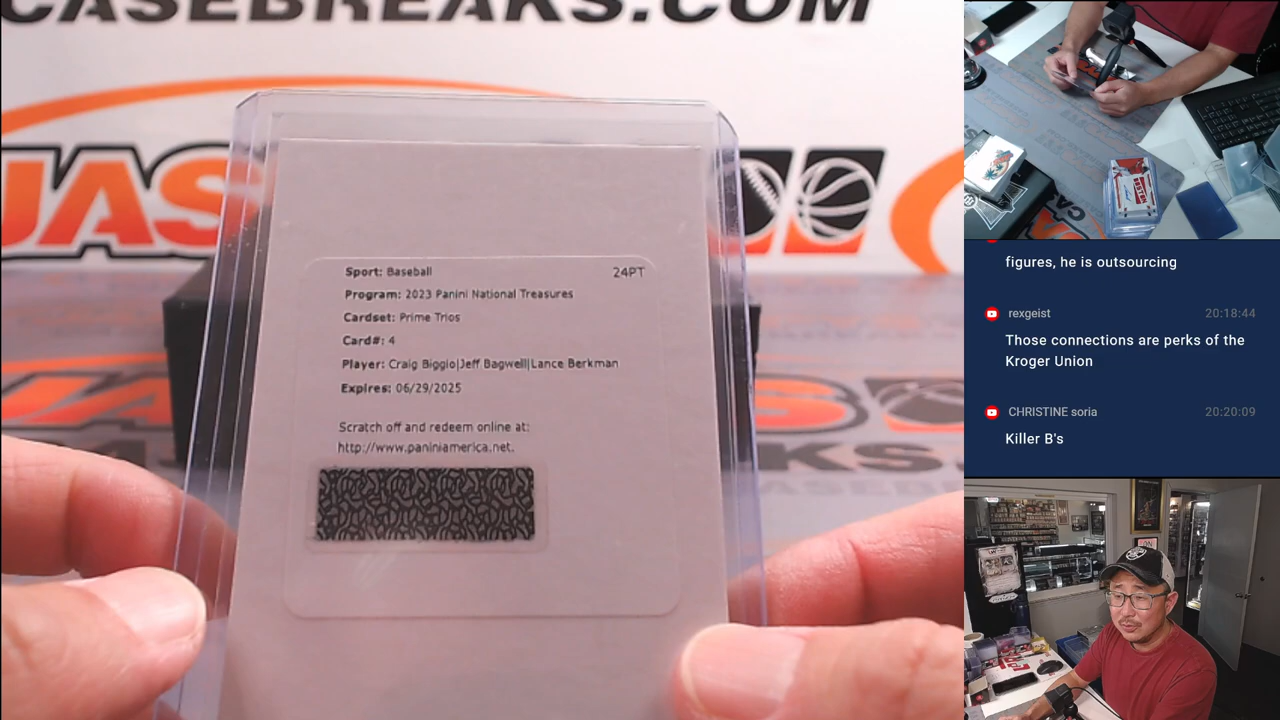 CASEBREAKS.COM
JAS
Sport: Baseball 24PT
Program: 2023 Panini National Treasures
Cardset: Prime Trios
Card#: 4
Player: Craig Biggio|Jeff Bagwell|Lance Berkman
Expires: 06/29/2025
Scratch off and redeem online at:
http://www.paniniamerica.net.
figures, he is outsourcing
rexgeist 20:18:44
Those connections are perks of the
Kroger Union
CHRISTINE soria 20:20:09
Killer B's